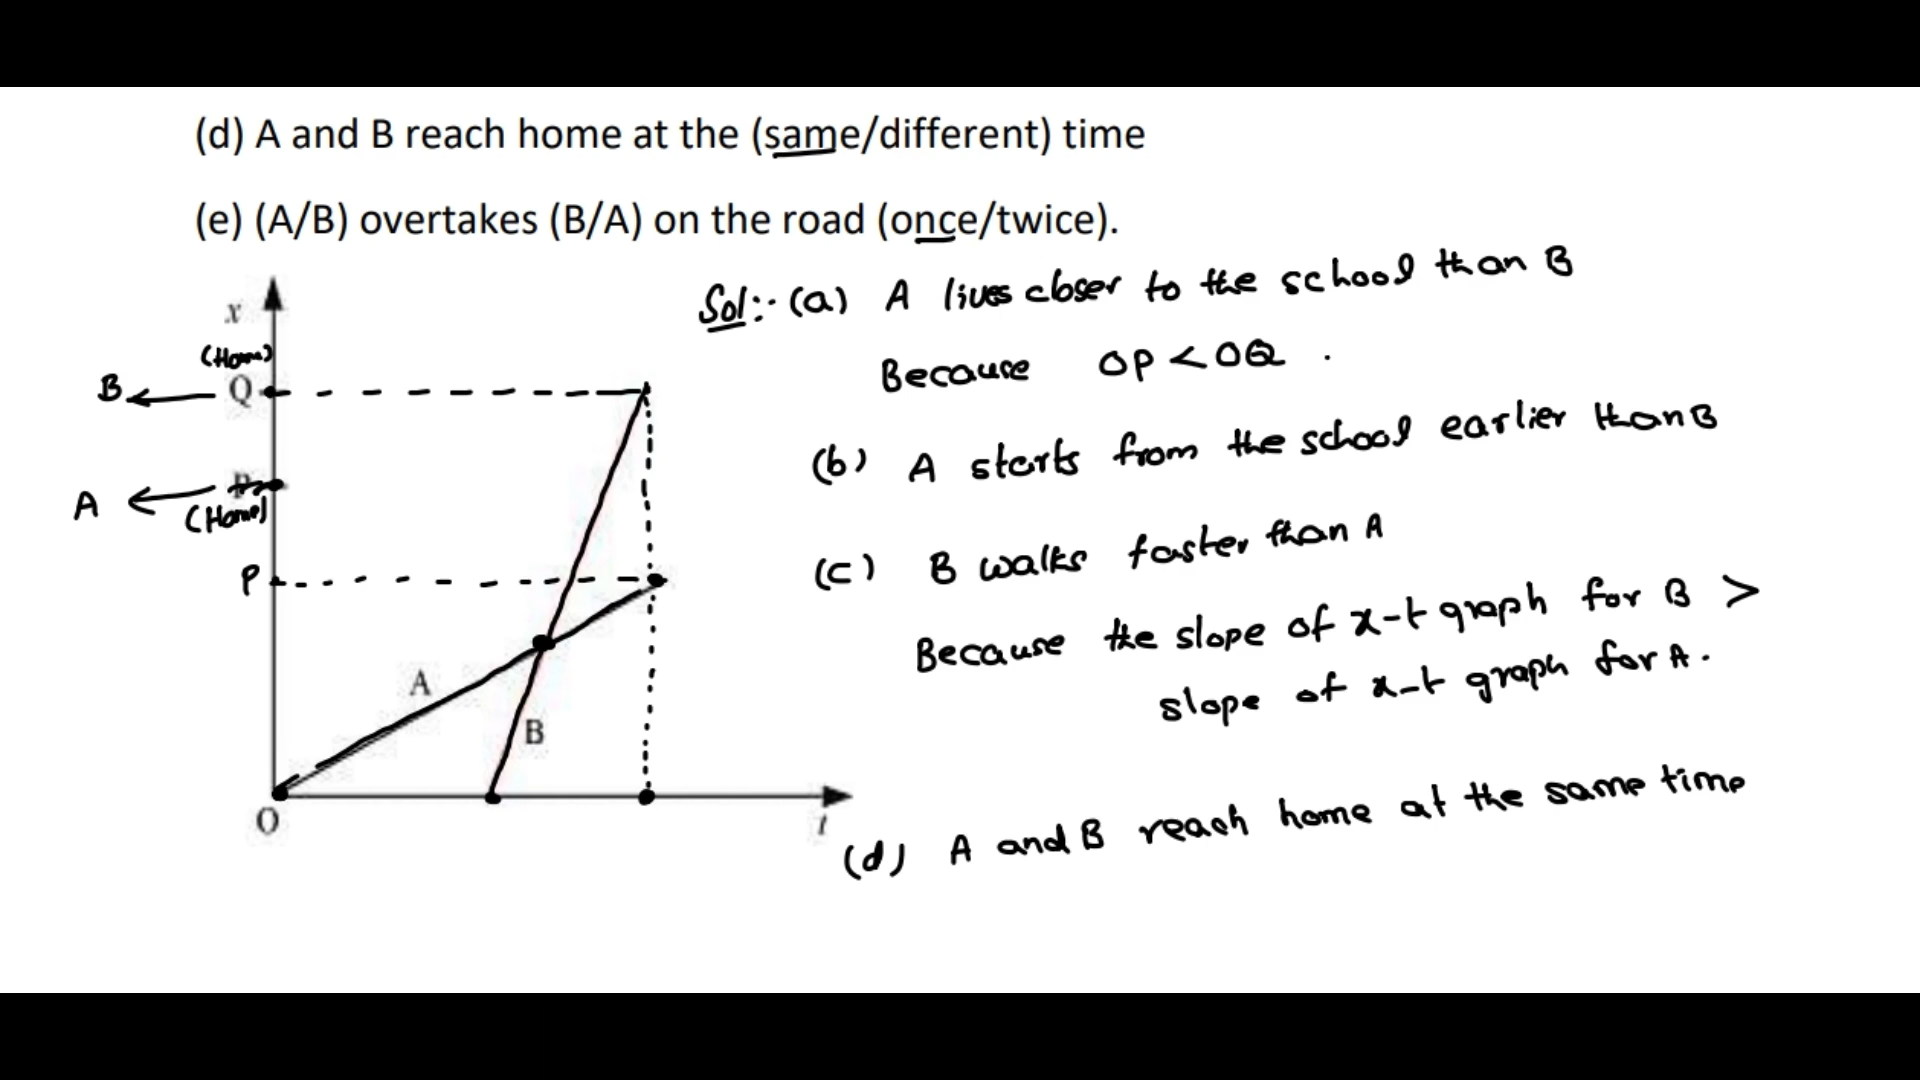 (d) A and B reach home at the (same/different) time
(e) (A/B) overtakes (B/A) on the road (once/twice).
Sol:- (a) A lives closer to the school than B
Because OP < OQ .
(b) A starts from the school earlier than B
(c) B walks faster than A
Because the slope of x-t graph for B >
slope of x-t graph for A.
(d) A and B reach home at the same time
x
(Home)
B Q
A
(Home)
P
A
B
O
t